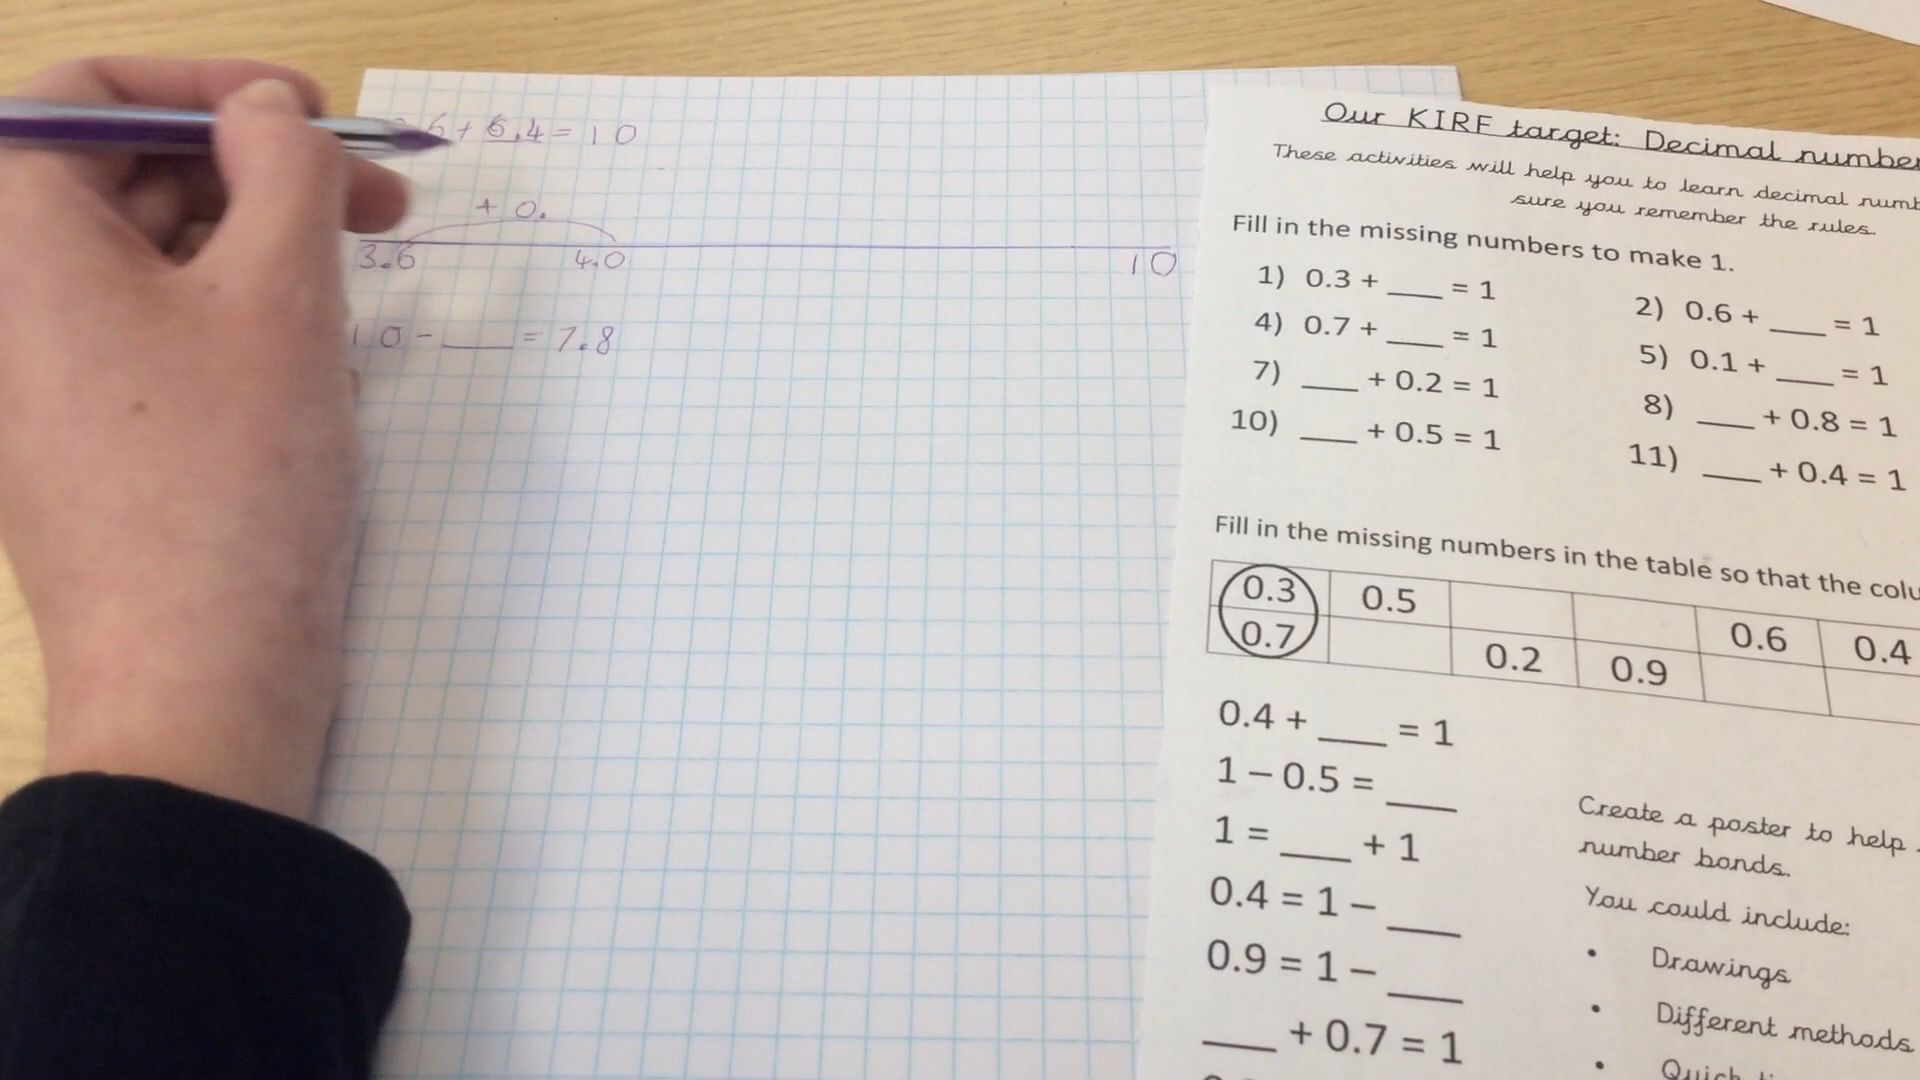 6 + 6.4 = 10
+ 0.
3.6 4.0 10
10 - ___ = 7.8
Our KIRF target: Decimal number
These activities will help you to learn decimal
sure you remember the rules.
Fill in the missing numbers to make 1.
1) 0.3 + ___ = 1 2) 0.6 + ___ = 1
4) 0.7 + ___ = 1 5) 0.1 + ___ = 1
7) ___ + 0.2 = 1 8) ___ + 0.8 = 1
10) ___ + 0.5 = 1 11) ___ + 0.4 = 1
Fill in the missing numbers in the table so that the
0.3 0.5 0.6 0.4
0.7 0.2 0.9
0.4 + ___ = 1
1 – 0.5 = ___
1 = ___ + 1
0.4 = 1 – ___
0.9 = 1 – ___
___ + 0.7 = 1
Create a poster to help
number bonds.
You could include:
• Drawings
• Different methods